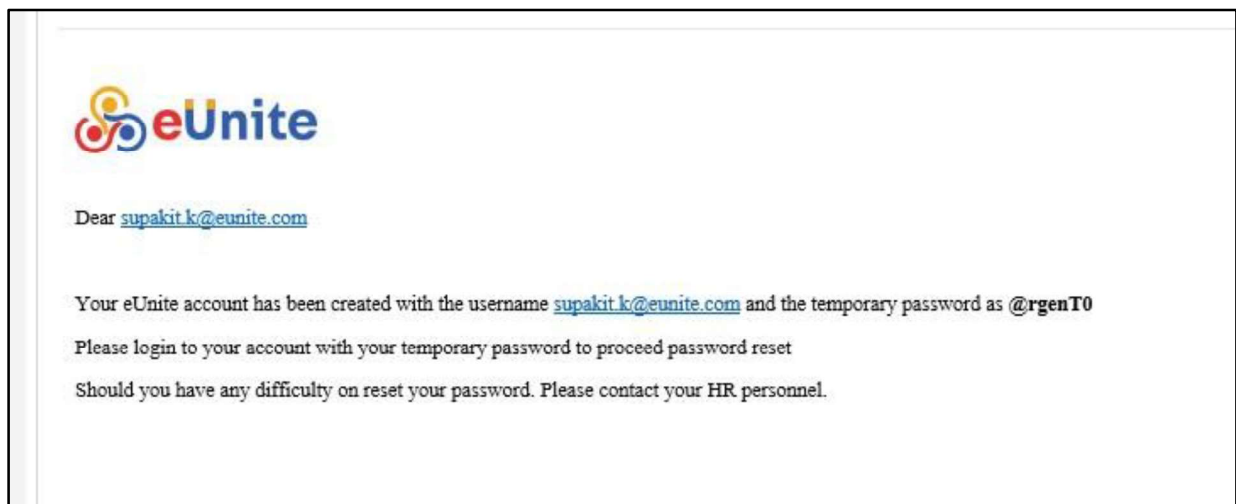 eUnite
Dear supakit.k@eunite.com
Your eUnite account has been created with the username supakit.k@eunite.com and the temporary password as @rgenT0
Please login to your account with your temporary password to proceed password reset
Should you have any difficulty on reset your password. Please contact your HR personnel.